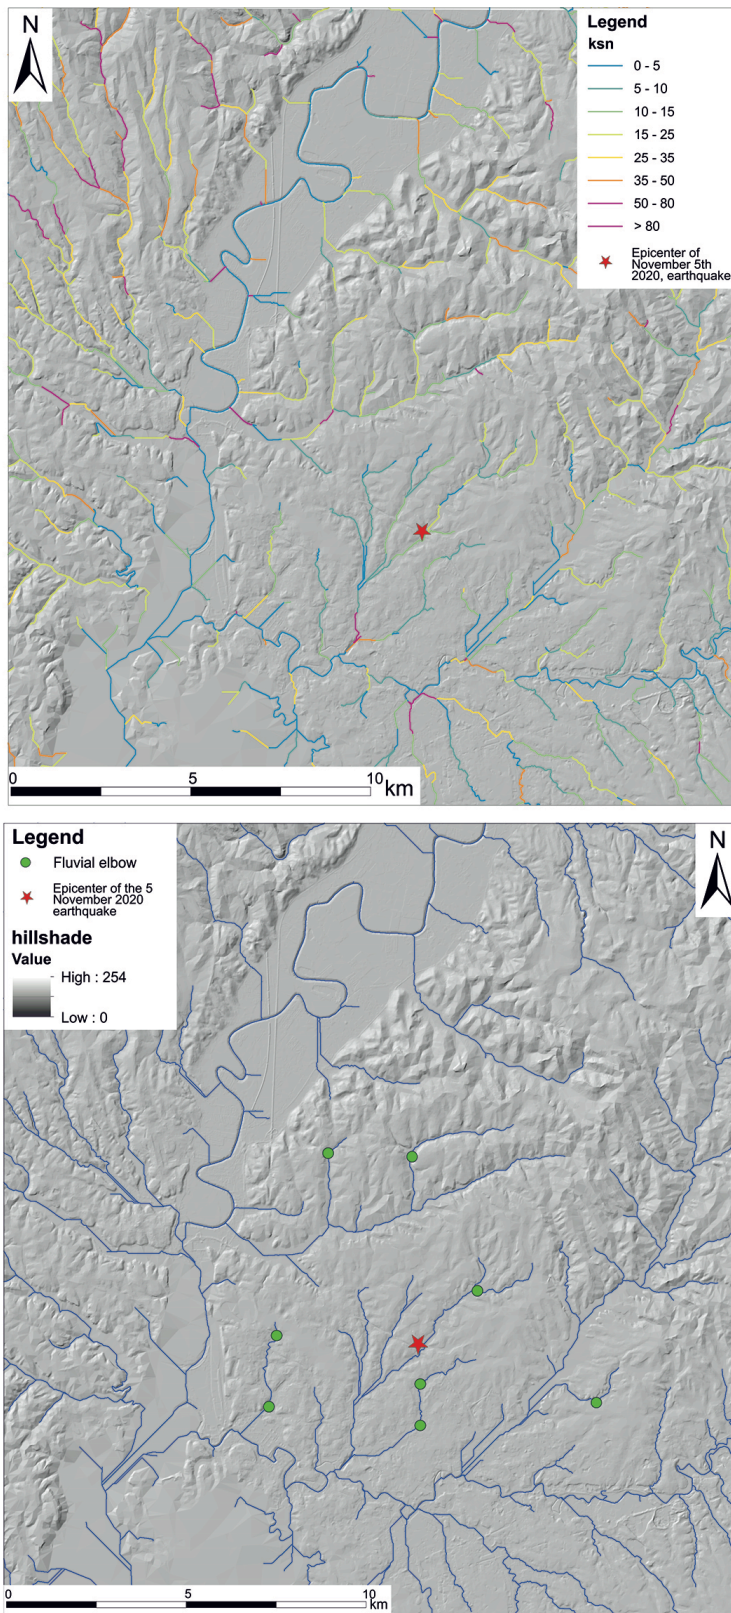 N
Legend
ksn
0 - 5
5 - 10
10 - 15
15 - 25
25 - 35
35 - 50
50 - 80
> 80
Epicenter of
November 5th
2020, earthquake
0 5 10
km
Legend
Fluvial elbow
Epicenter of the 5
November 2020
earthquake
hillshade
Value
High : 254
Low : 0
N
0 5 10
km